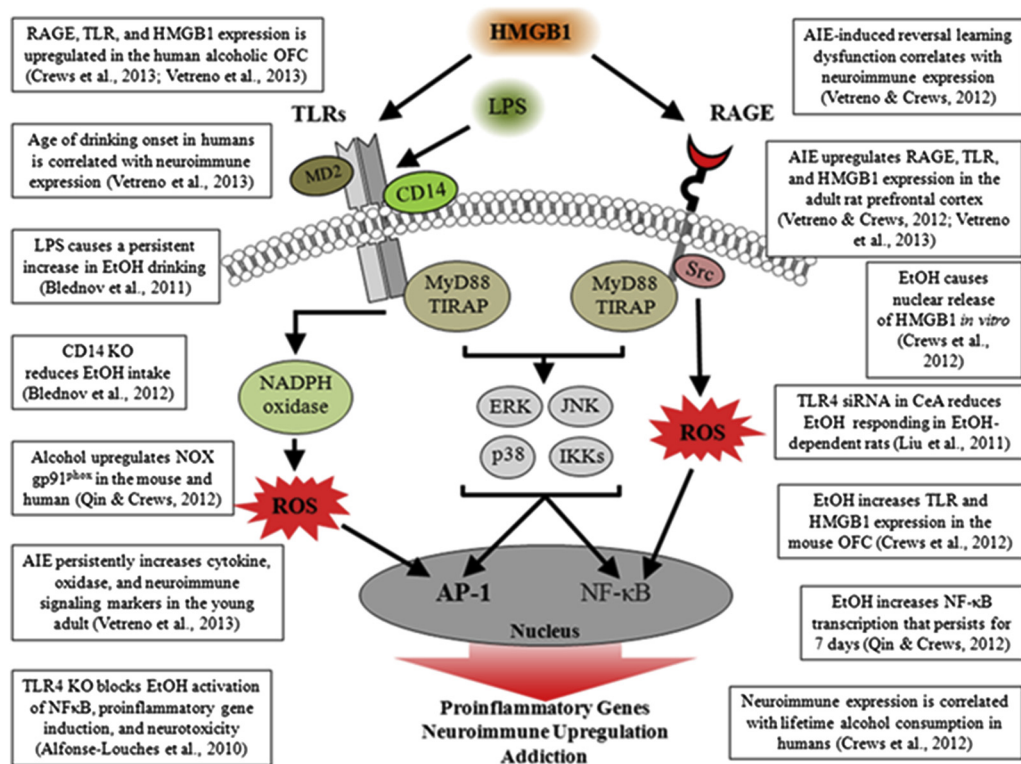 RAGE, TLR, and HMGB1 expression is
upregulated in the human alcoholic OFC
(Crews et al., 2013; Vetreno et al., 2013)
Age of drinking onset in humans
is correlated with neuroimmune
expression (Vetreno et al., 2013)
LPS causes a persistent
increase in EtOH drinking
(Blednov et al., 2011)
CD14 KO
reduces EtOH intake
(Blednov et al., 2012)
Alcohol upregulates NOX
gp91phox in the mouse and
human (Qin & Crews, 2012)
AIE persistently increases cytokine,
oxidase, and neuroimmune
signaling markers in the young
adult (Vetreno et al., 2013)
TLR4 KO blocks EtOH activation
of NFκB, proinflammatory gene
induction, and neurotoxicity
(Alfonse-Louches et al., 2010)
HMGB1
LPS
TLRs
RAGE
MD2
CD14
MyD88
TIRAP
MyD88
TIRAP
Src
NADPH
oxidase
ERK
JNK
p38
IKKs
ROS
ROS
AP-1
NF-κB
Nucleus
Proinflammatory Genes
Neuroimmune Upregulation
Addiction
AIE-induced reversal learning
dysfunction correlates with
neuroimmune expression
(Vetreno & Crews, 2012)
AIE upregulates RAGE, TLR,
and HMGB1 expression in the
adult rat prefrontal cortex
(Vetreno & Crews, 2012; Vetreno
et al., 2013)
EtOH causes
nuclear release
of HMGB1 in vitro
(Crews et al.,
2012)
TLR4 siRNA in CeA reduces
EtOH responding in EtOH-
dependent rats (Liu et al., 2011)
EtOH increases TLR and
HMGB1 expression in the
mouse OFC (Crews et al., 2012)
EtOH increases NF-κB
transcription that persists for
7 days (Qin & Crews, 2012)
Neuroimmune expression is correlated
with lifetime alcohol consumption in
humans (Crews et al., 2012)